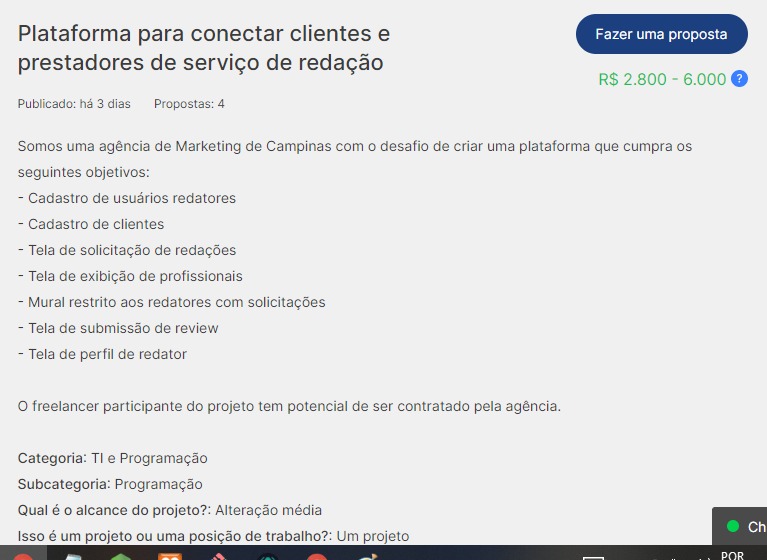 Plataforma para conectar clientes e
prestadores de serviço de redação
Fazer uma proposta
R$ 2.800 - 6.000 ?
Publicado: há 3 dias Propostas: 4
Somos uma agência de Marketing de Campinas com o desafio de criar uma plataforma que cumpra os
seguintes objetivos:
- Cadastro de usuários redatores
- Cadastro de clientes
- Tela de solicitação de redações
- Tela de exibição de profissionais
- Mural restrito aos redatores com solicitações
- Tela de submissão de review
- Tela de perfil de redator
O freelancer participante do projeto tem potencial de ser contratado pela agência.
Categoria: TI e Programação
Subcategoria: Programação
Qual é o alcance do projeto?: Alteração média
Isso é um projeto ou uma posição de trabalho?: Um projeto
Ch
POR